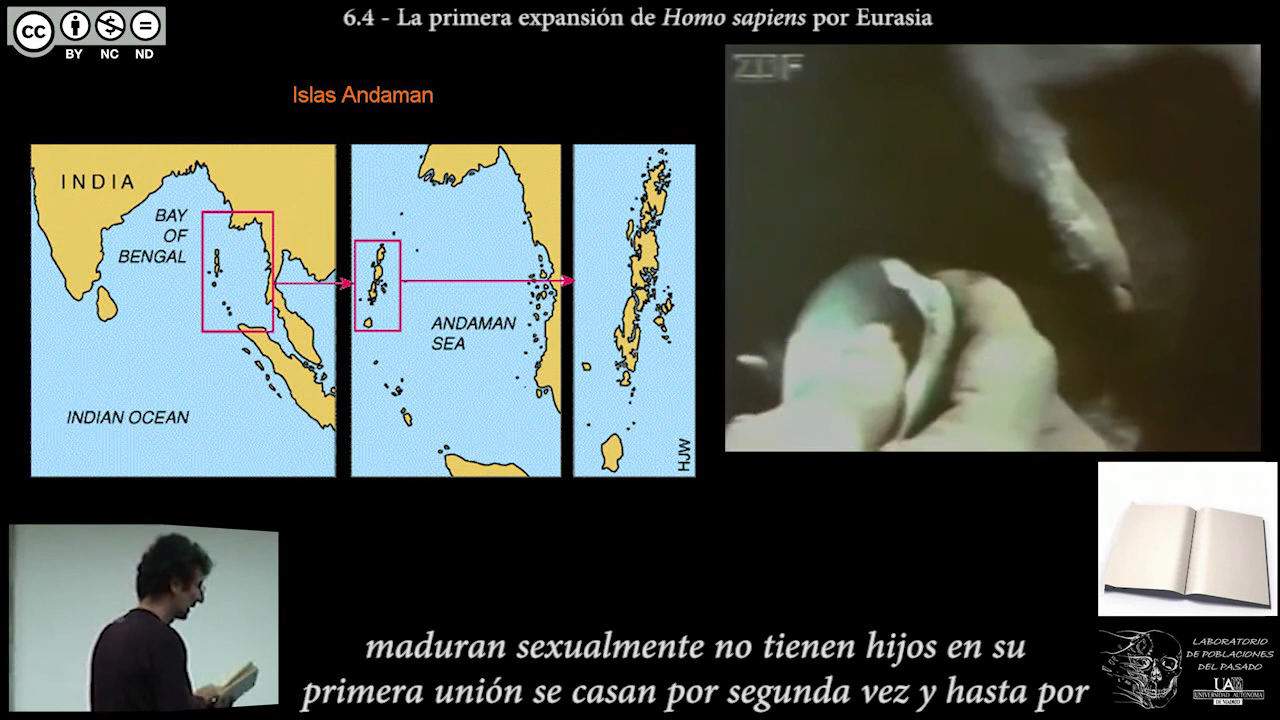 cc
BY NC ND
6.4 - La primera expansión de Homo sapiens por Eurasia
Islas Andaman
ZDF
INDIA
BAY
OF
BENGAL
INDIAN OCEAN
ANDAMAN
SEA
HJW
LABORATORIO
DE POBLACIONES
DEL PASADO
UAM
UNIVERSIDAD AUTONOMA
DE MADRID
maduran sexualmente no tienen hijos en su
primera unión se casan por segunda vez y hasta por